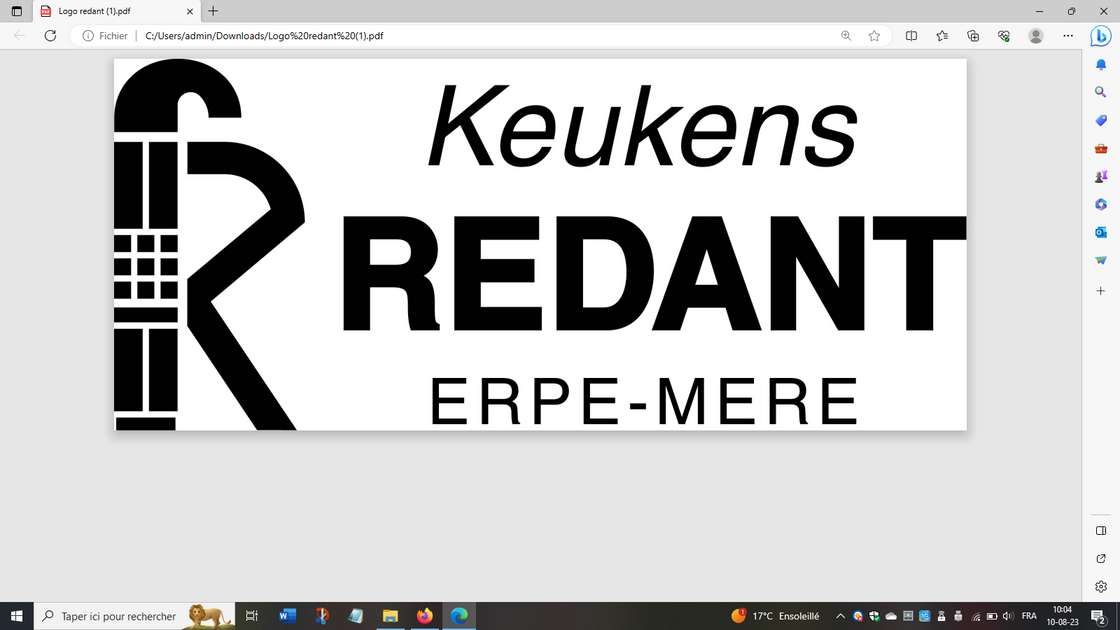 Logo redant (1).pdf
Fichier
C:/Users/admin/Downloads/Logo%20redant%20(1).pdf
Keukens
REDANT
ERPE-MERE
Taper ici pour rechercher
17°C Ensoleillé
FRA
10:04
10-08-23
2